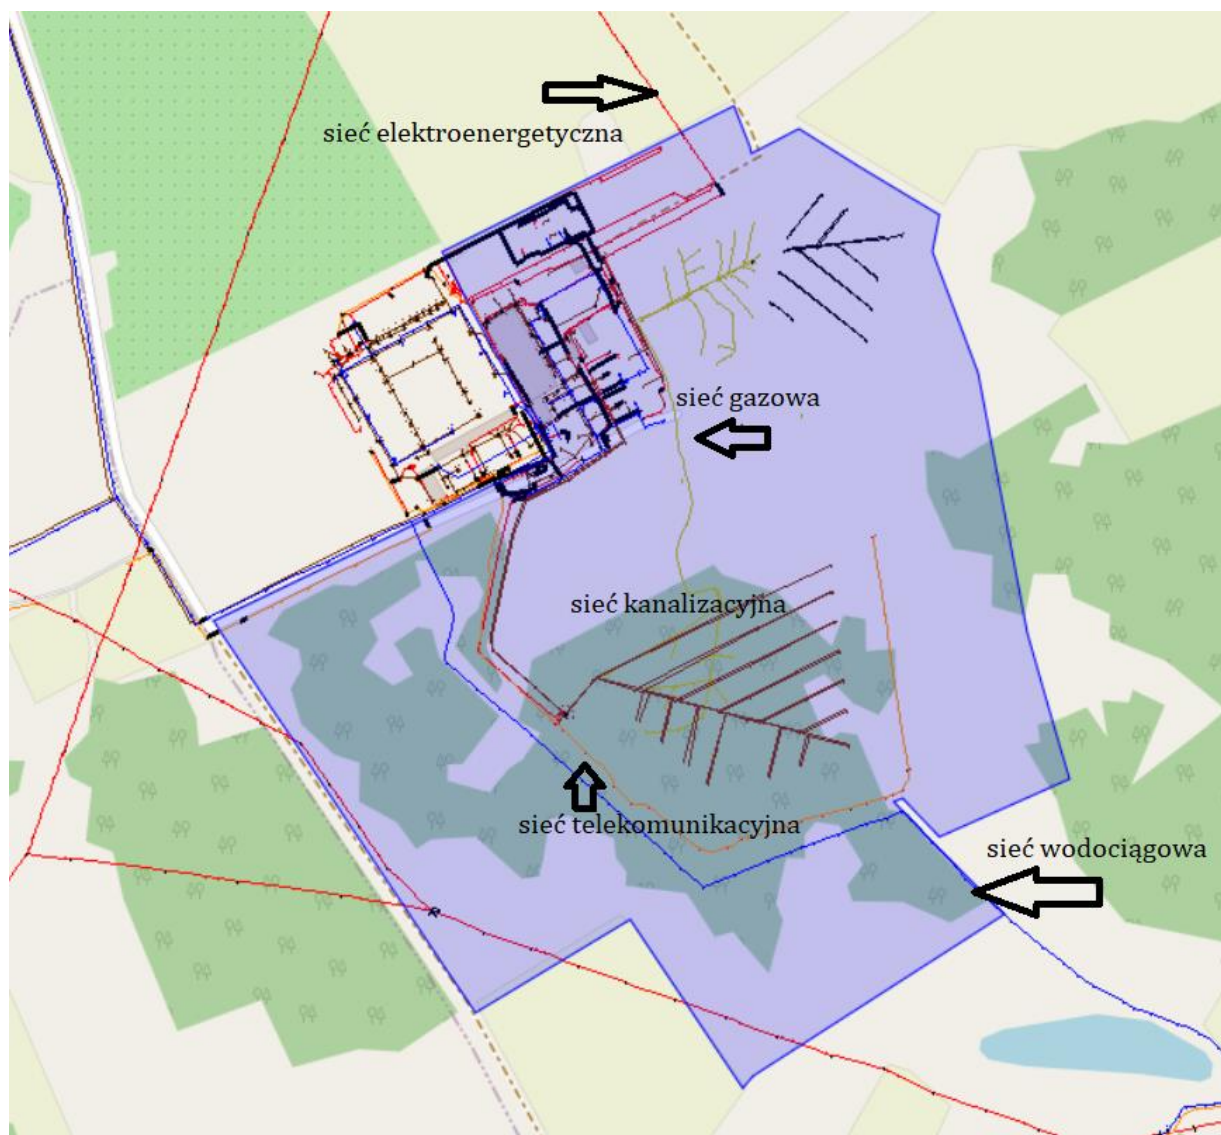 sieć elektroenergetyczna
sieć gazowa
sieć kanalizacyjna
sieć telekomunikacyjna
sieć wodociągowa